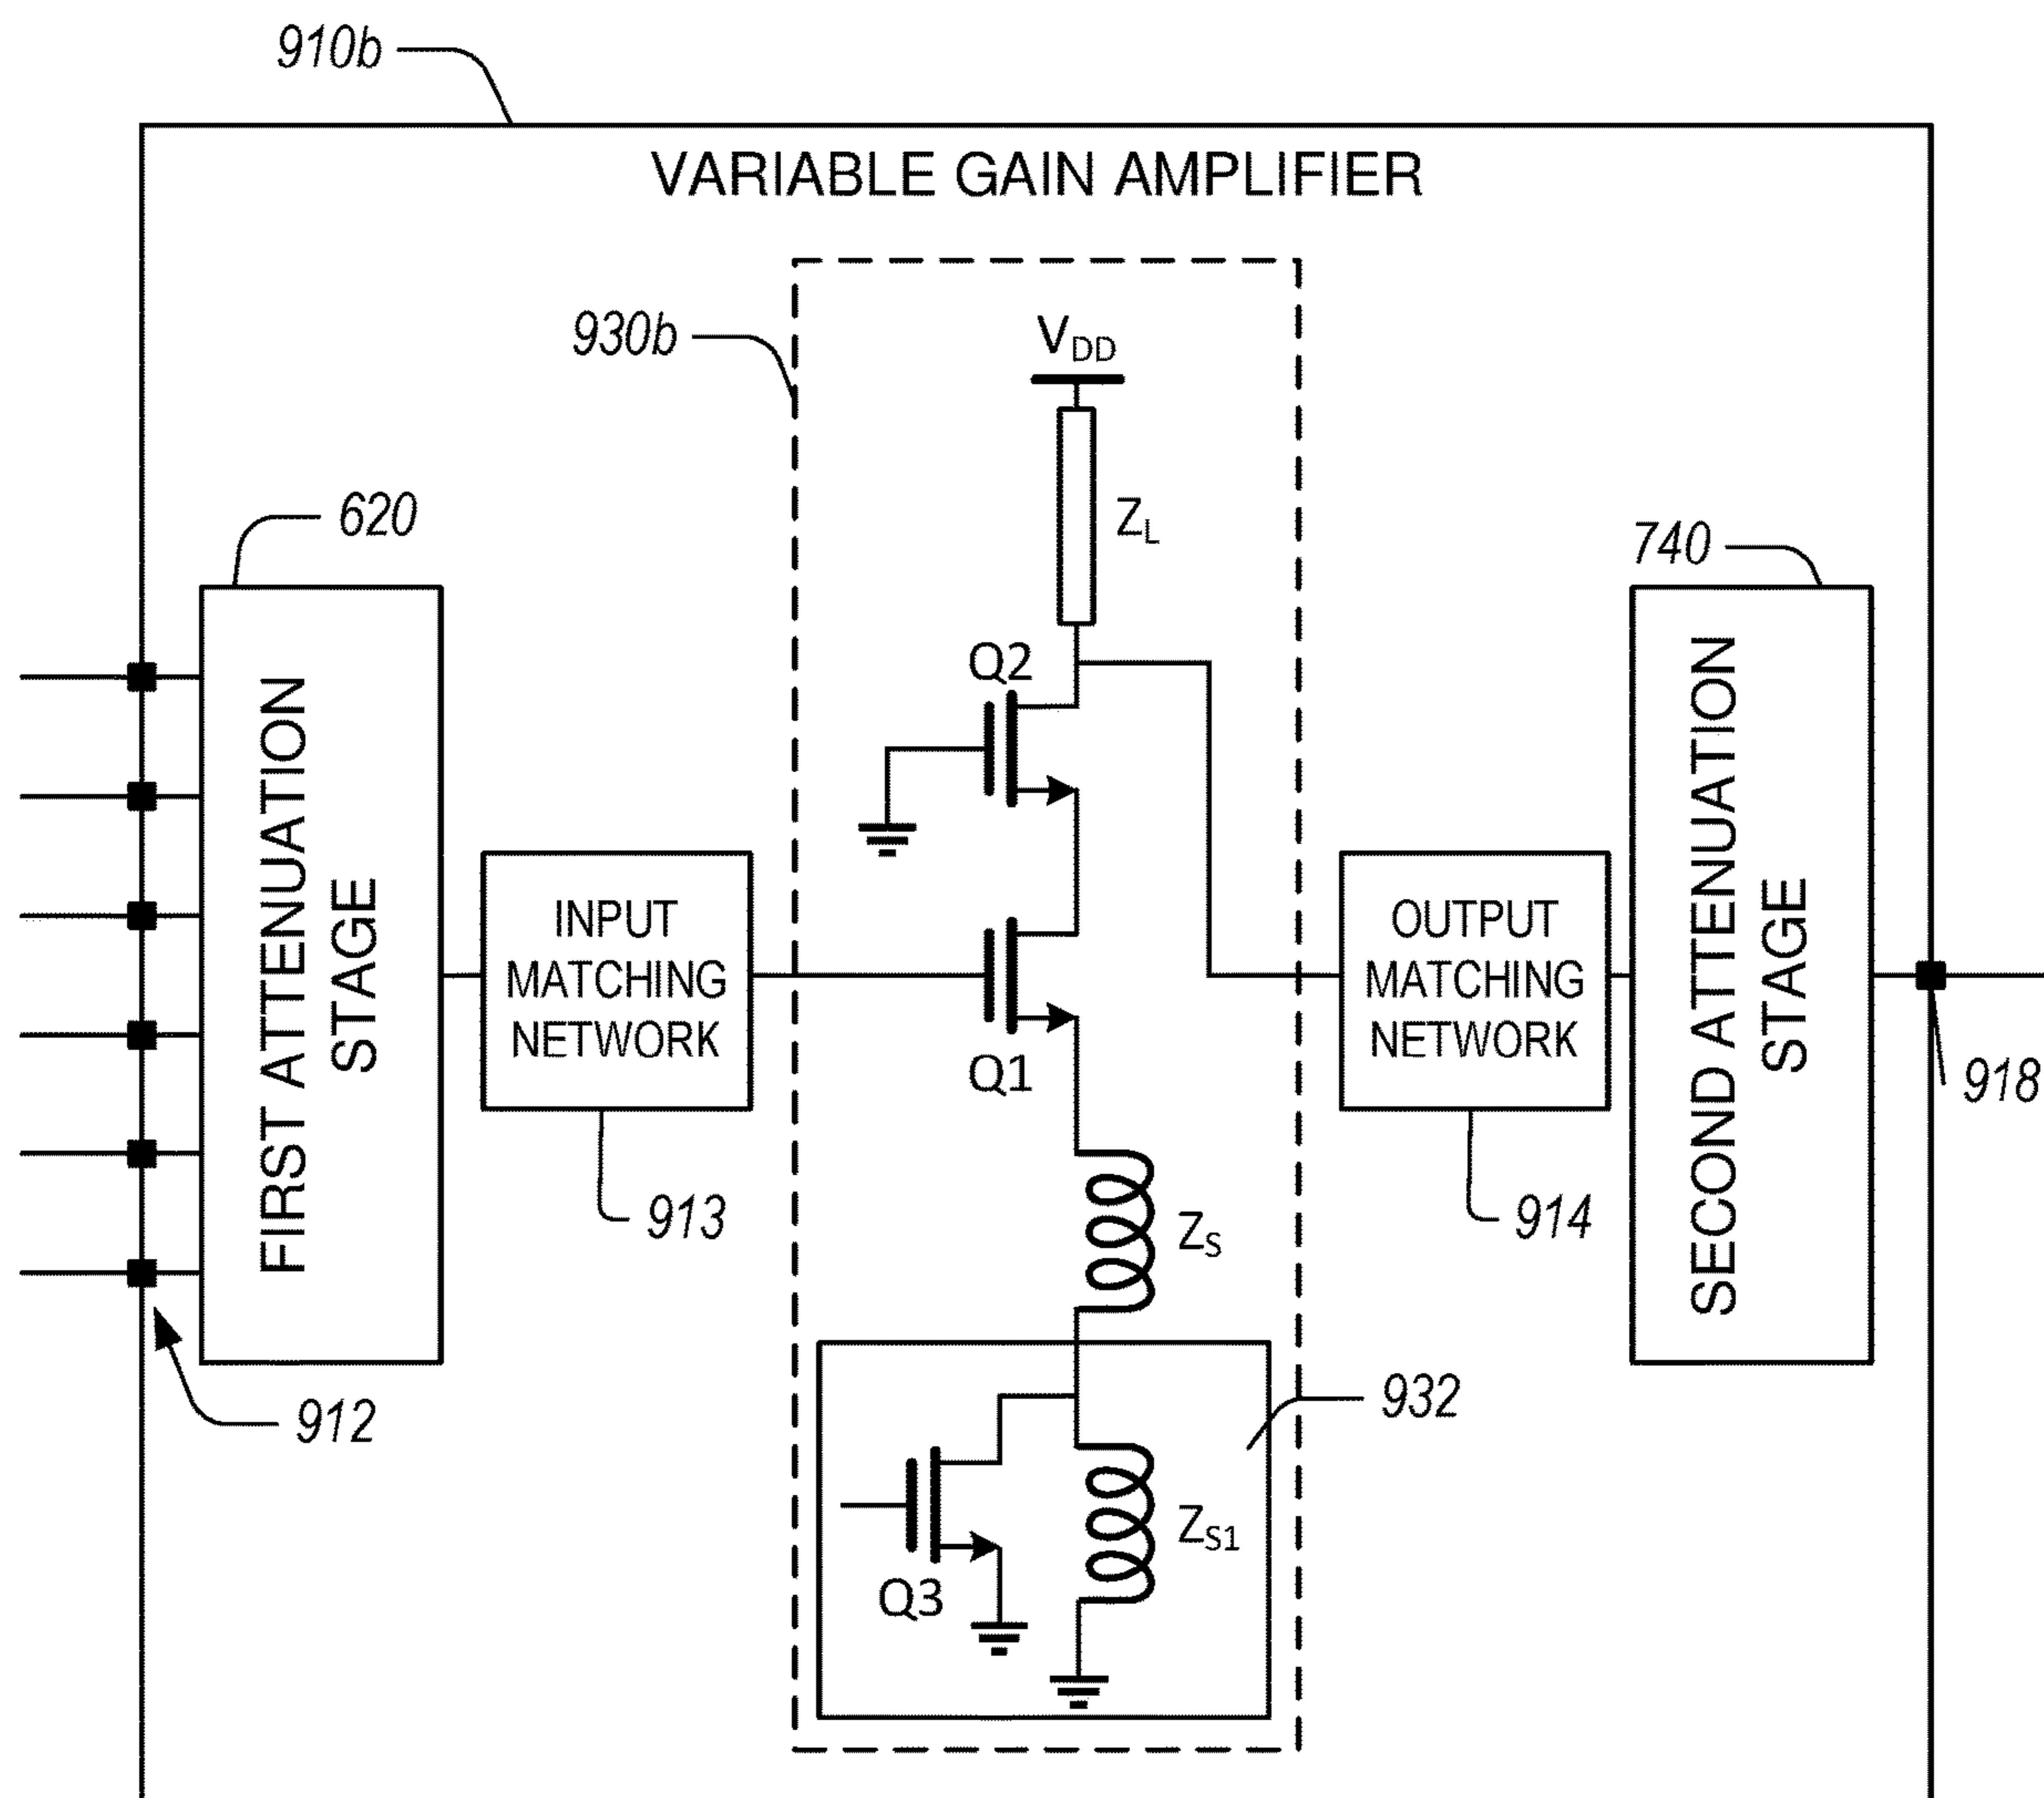 910b
VARIABLE GAIN AMPLIFIER
930b
VDD
ZL
620
740
Q2
FIRST ATTENUATION
STAGE
INPUT
MATCHING
NETWORK
OUTPUT
MATCHING
NETWORK
SECOND ATTENUATION
STAGE
Q1
918
913
ZS
914
912
932
ZS1
Q3